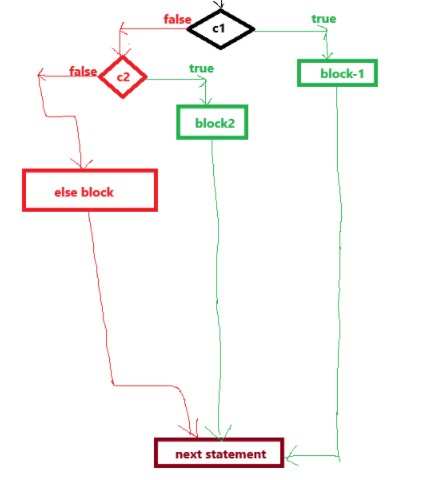 false
c1
true
false
c2
true
block-1
block2
else block
next statement